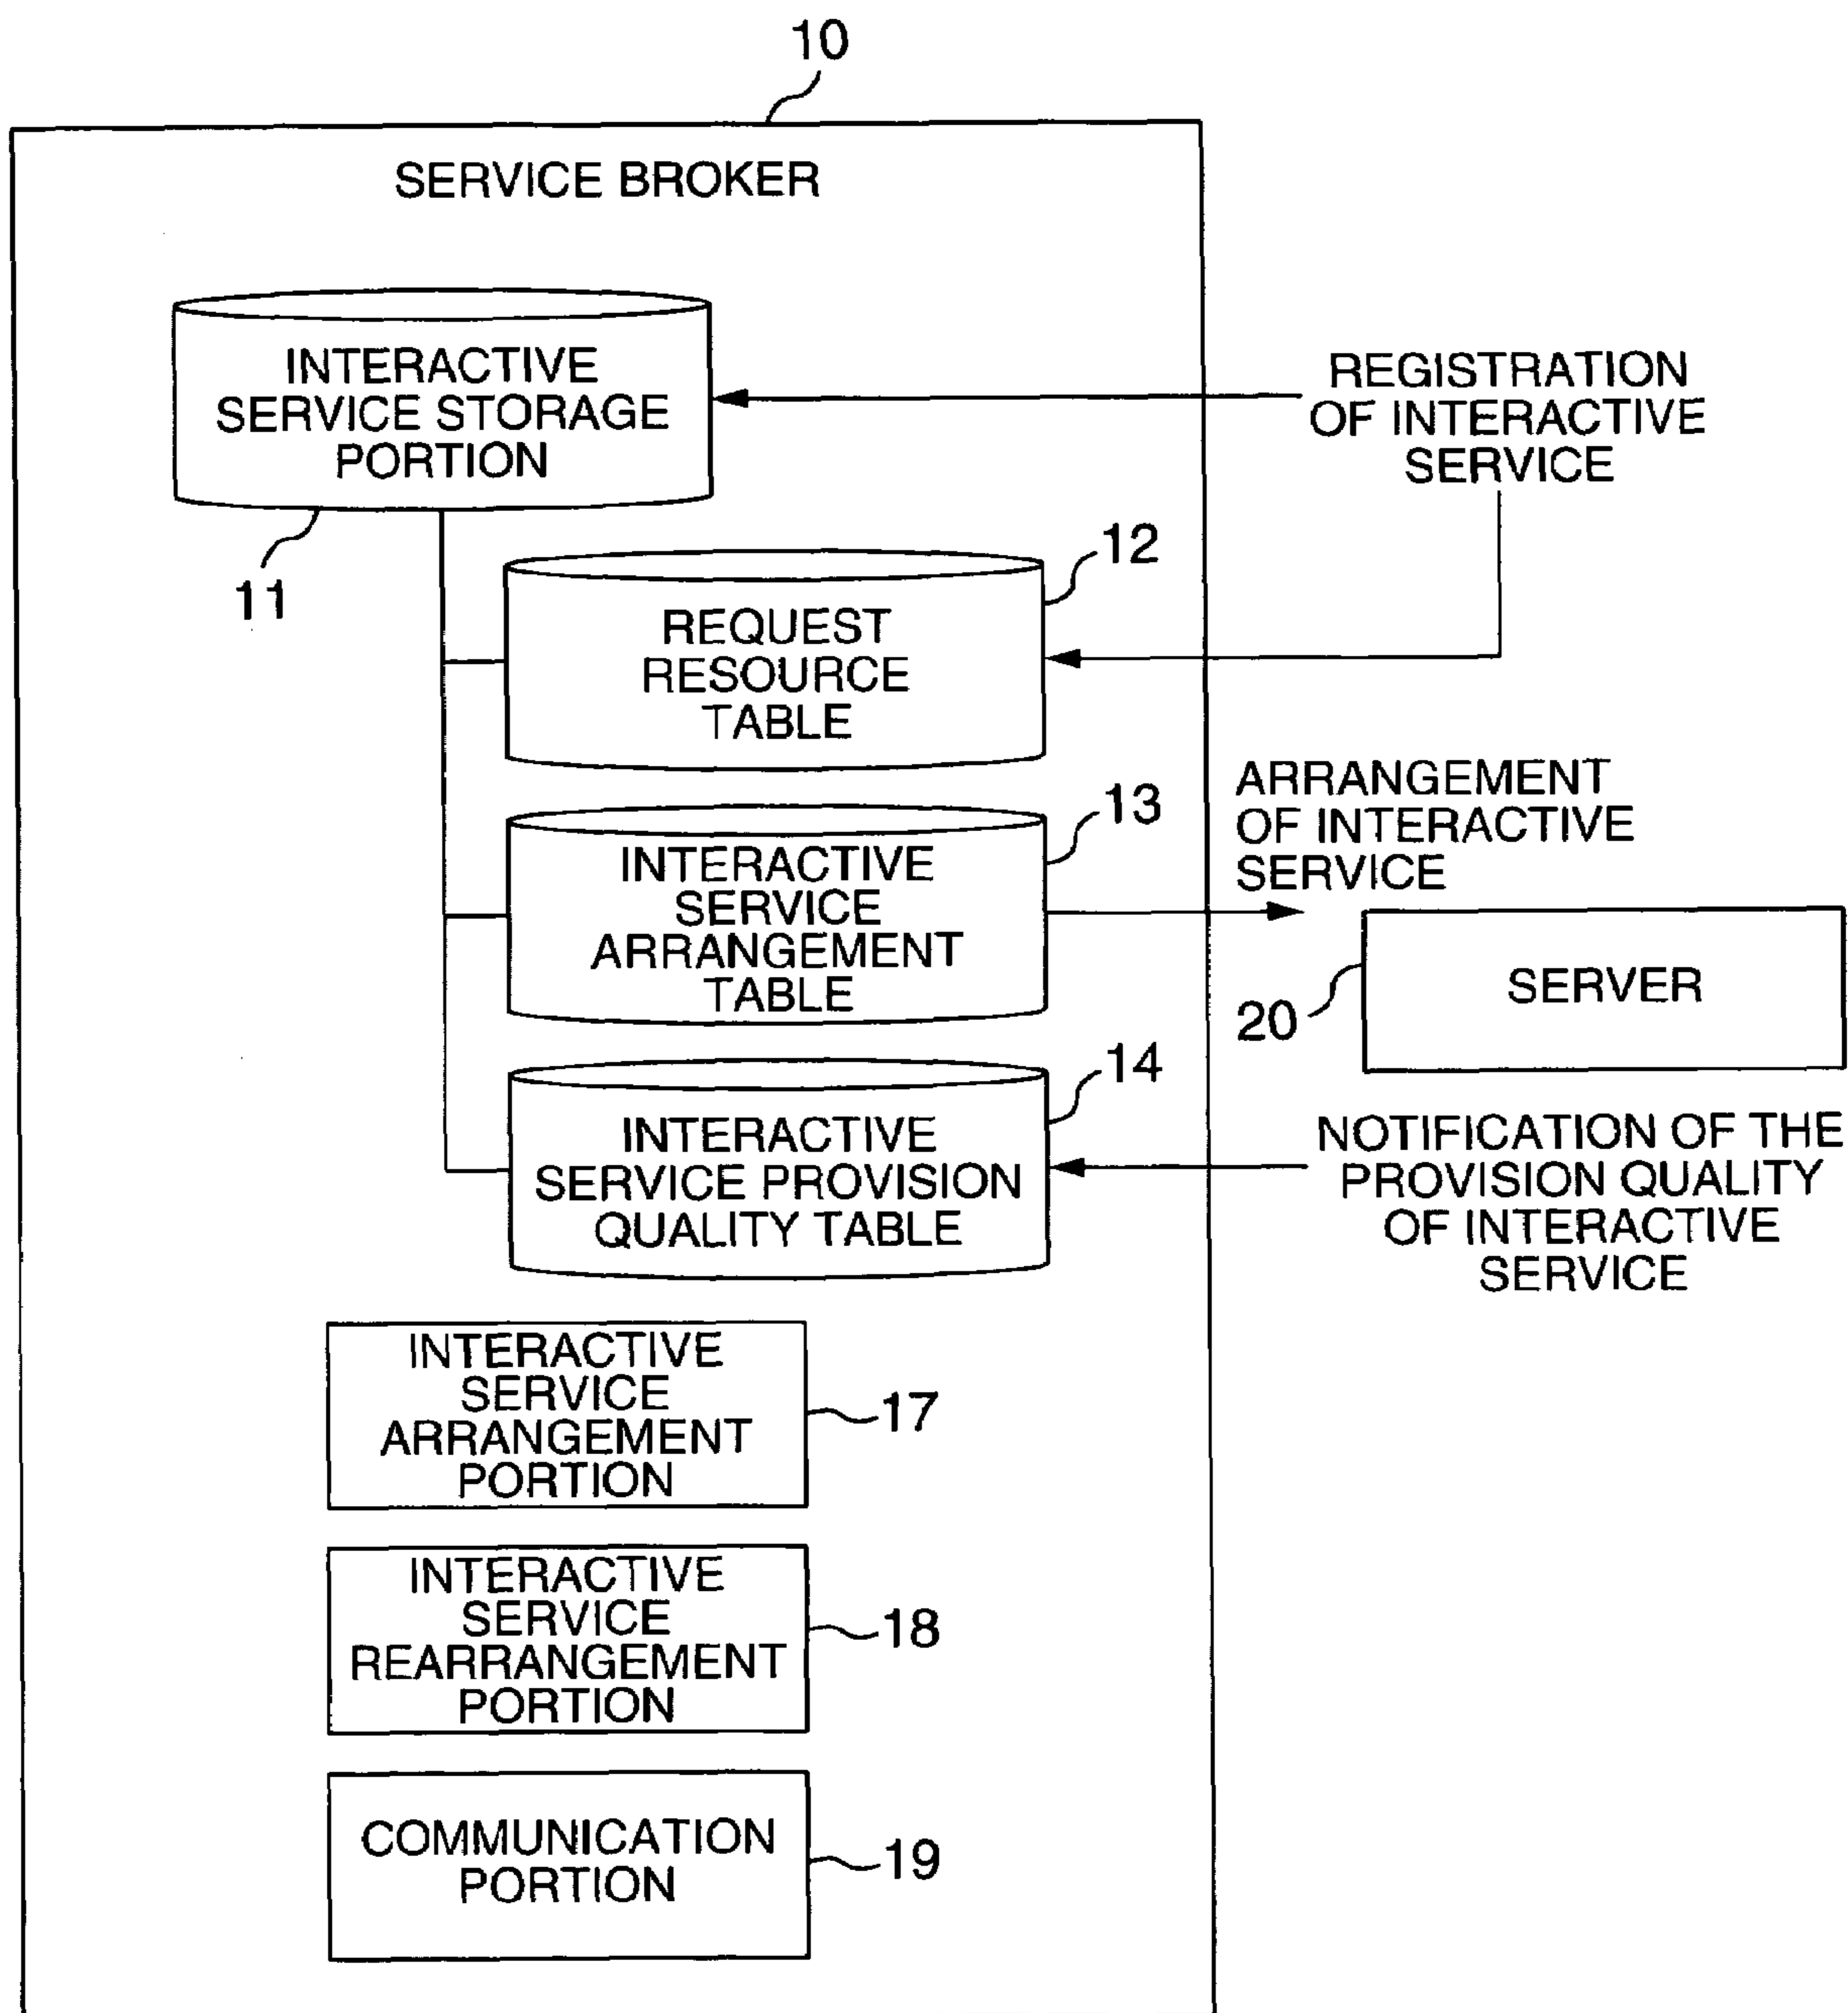 10
SERVICE BROKER
INTERACTIVE
SERVICE STORAGE
PORTION
11
REGISTRATION
OF INTERACTIVE
SERVICE
12
REQUEST
RESOURCE
TABLE
13
INTERACTIVE
SERVICE
ARRANGEMENT
TABLE
ARRANGEMENT
OF INTERACTIVE
SERVICE
20
SERVER
14
INTERACTIVE
SERVICE PROVISION
QUALITY TABLE
NOTIFICATION OF THE
PROVISION QUALITY
OF INTERACTIVE
SERVICE
INTERACTIVE
SERVICE
ARRANGEMENT
PORTION
17
INTERACTIVE
SERVICE
REARRANGEMENT
PORTION
18
COMMUNICATION
PORTION
19